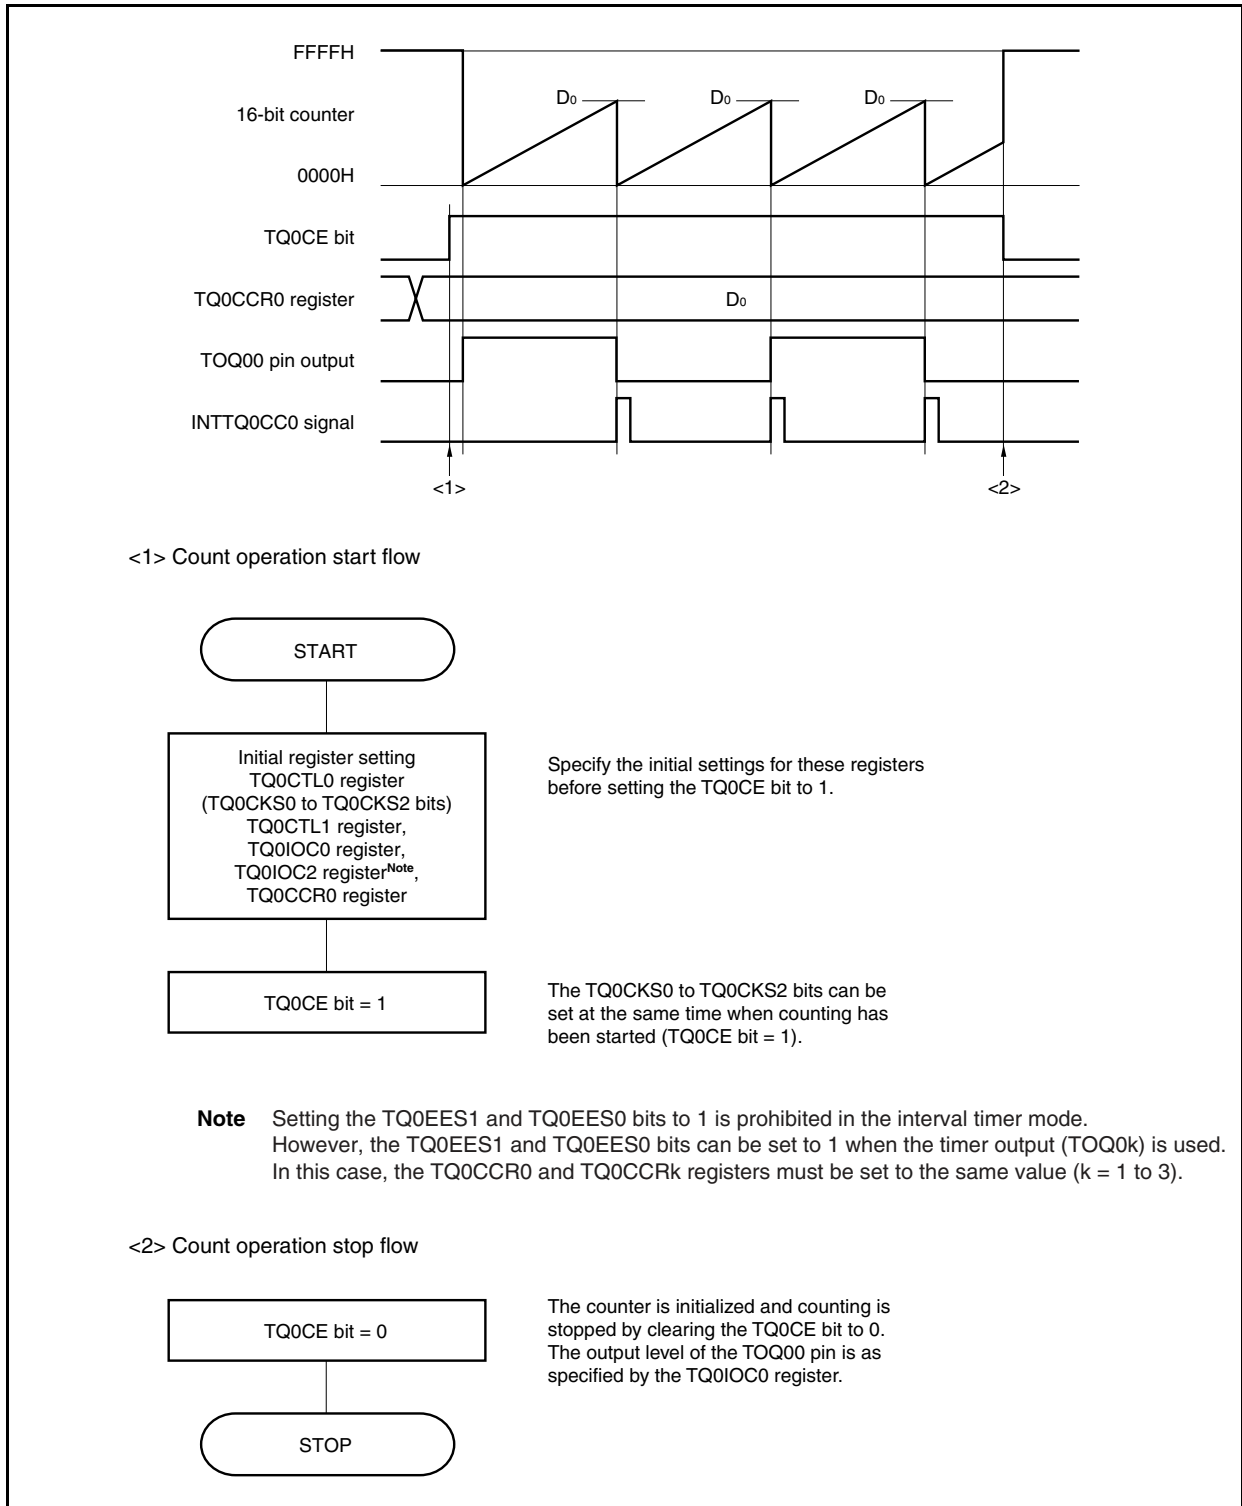 FFFFH
D0 D0 D0
16-bit counter
0000H
TQ0CE bit
TQ0CCR0 register D0
TOQ00 pin output
INTTQ0CC0 signal
<1> <2>
<1> Count operation start flow
START
Initial register setting
TQ0CTL0 register
(TQ0CKS0 to TQ0CKS2 bits)
TQ0CTL1 register,
TQ0IOC0 register,
TQ0IOC2 registerNote,
TQ0CCR0 register
Specify the initial settings for these registers
before setting the TQ0CE bit to 1.
TQ0CE bit = 1
The TQ0CKS0 to TQ0CKS2 bits can be
set at the same time when counting has
been started (TQ0CE bit = 1).
Note Setting the TQ0EES1 and TQ0EES0 bits to 1 is prohibited in the interval timer mode.
However, the TQ0EES1 and TQ0EES0 bits can be set to 1 when the timer output (TOQ0k) is used.
In this case, the TQ0CCR0 and TQ0CCRk registers must be set to the same value (k = 1 to 3).
<2> Count operation stop flow
TQ0CE bit = 0
The counter is initialized and counting is
stopped by clearing the TQ0CE bit to 0.
The output level of the TOQ00 pin is as
specified by the TQ0IOC0 register.
STOP